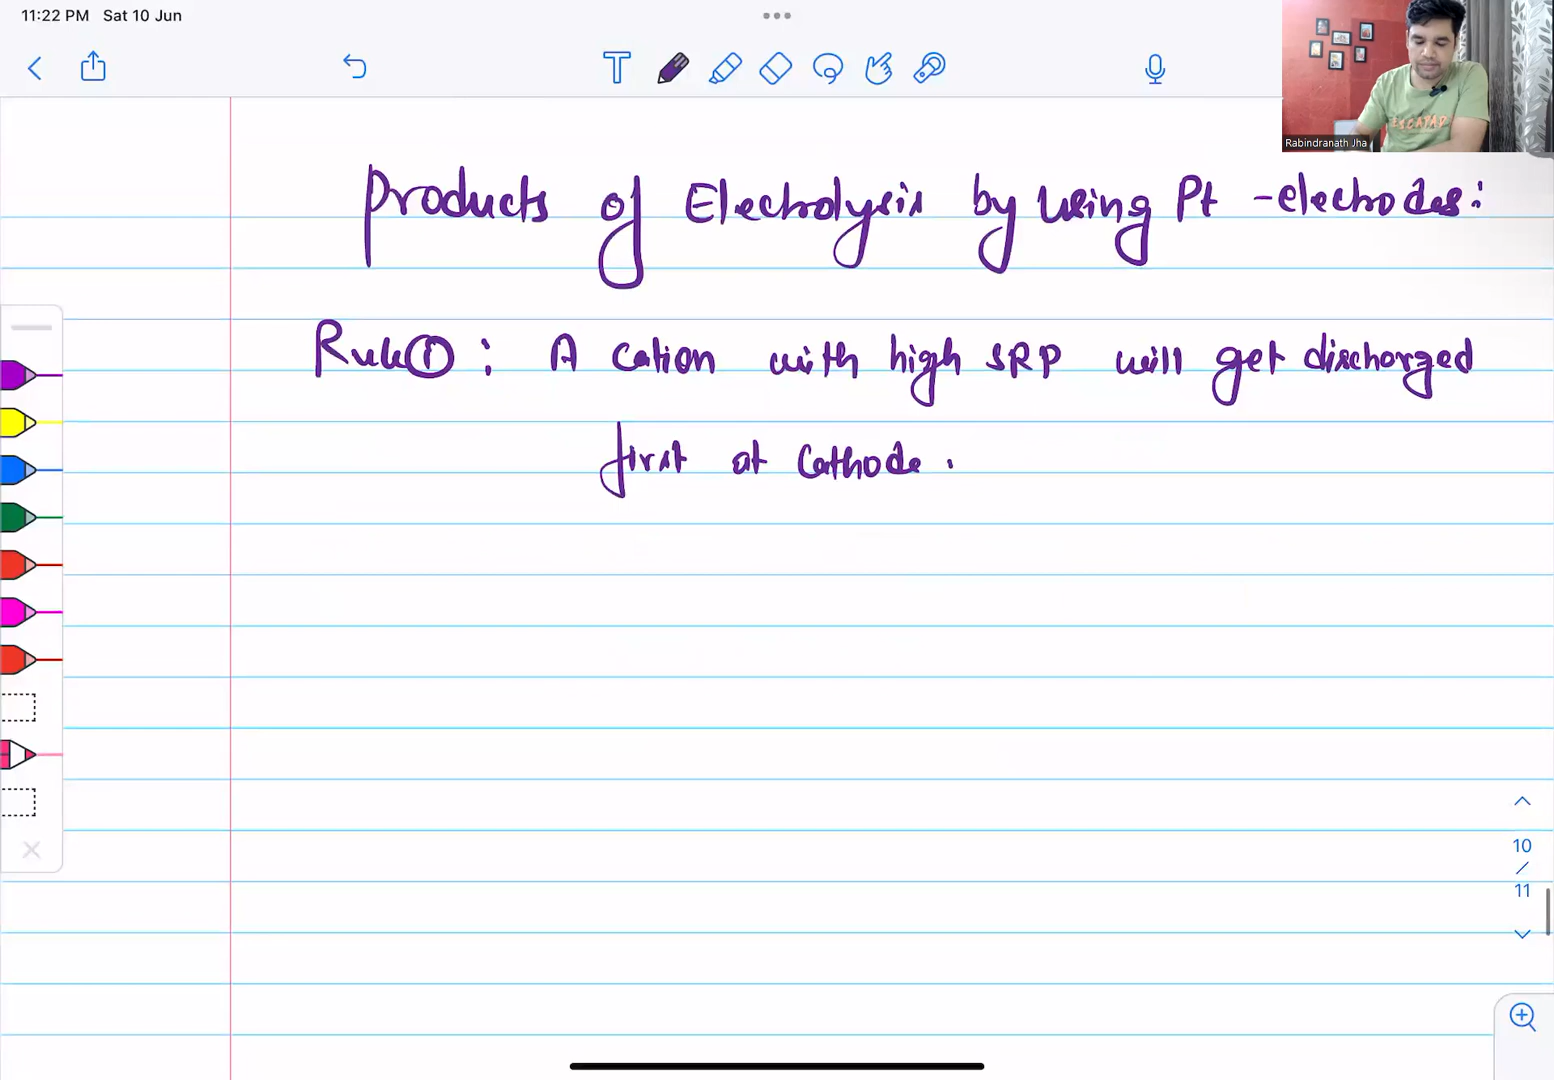 11:22 PM Sat 10 Jun
Rabindranath Jha
Products of Electrolysis by using Pt -electrodes:
Rule① : A cation with high SRP will get discharged
first at Cathode.
10
/
11